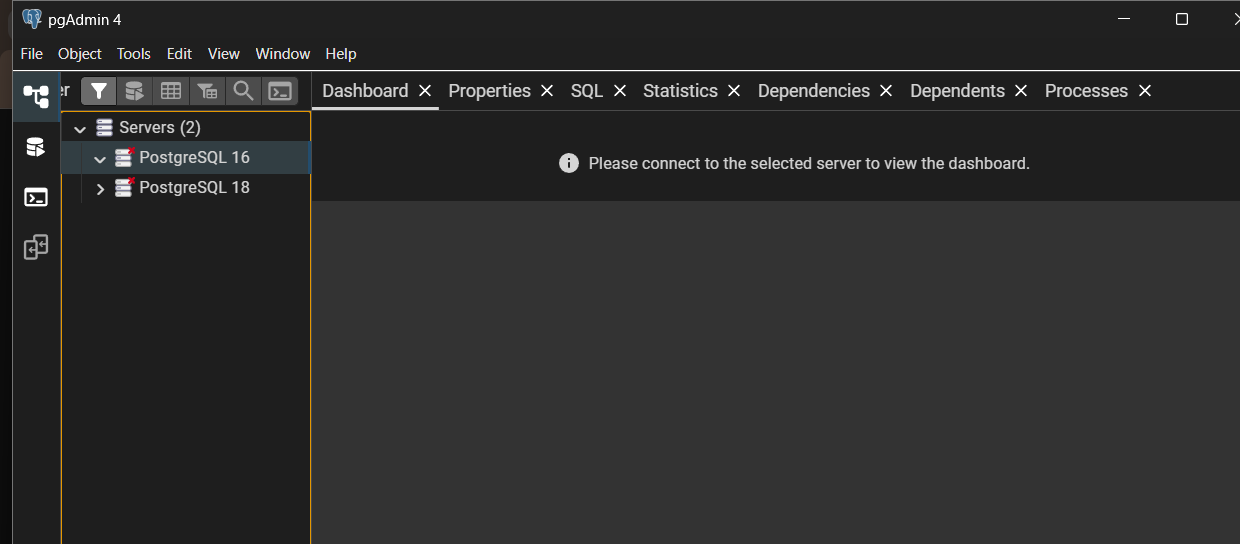 pgAdmin 4
File Object Tools Edit View Window Help
er
Dashboard Properties SQL Statistics Dependencies Dependents Processes
Servers (2)
PostgreSQL 16
Please connect to the selected server to view the dashboard.
PostgreSQL 18